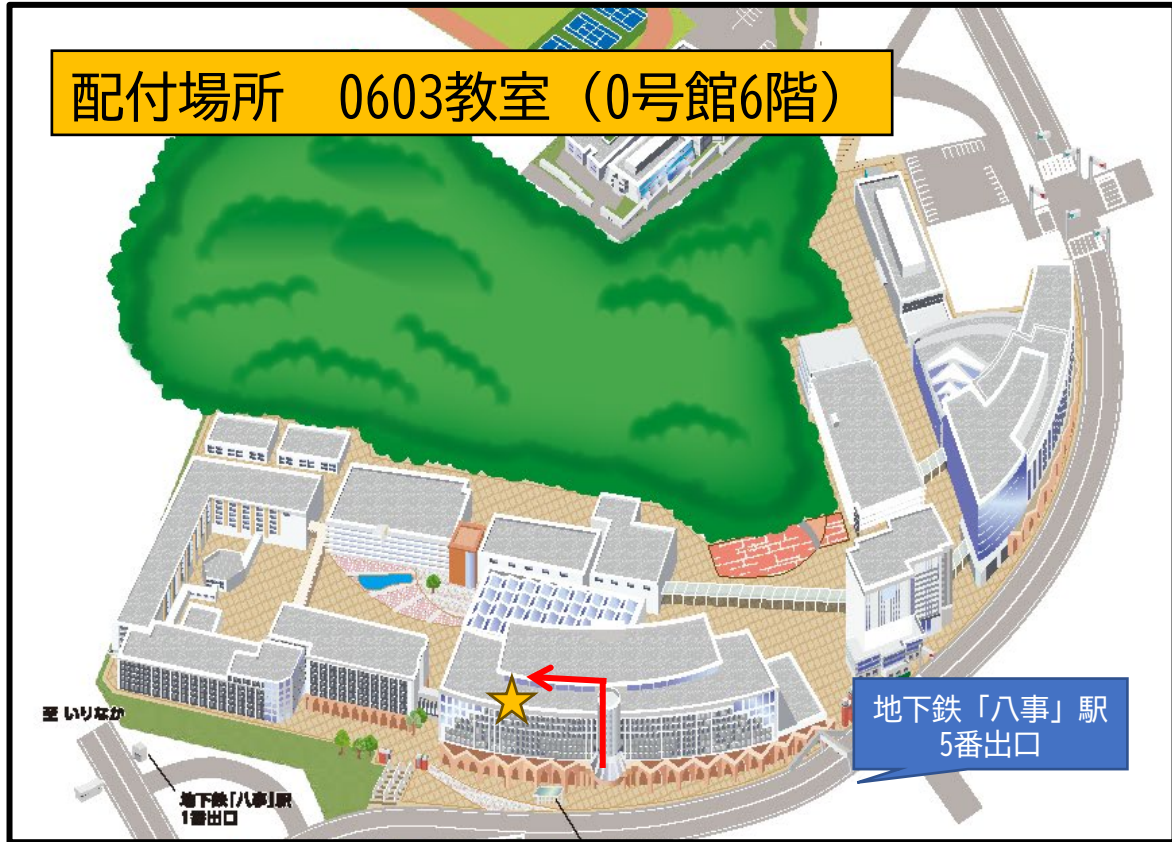 配付場所　0603教室（0号館6階）
地下鉄「八事」駅
5番出口
至 いりなか
地下鉄「八事」駅
1番出口